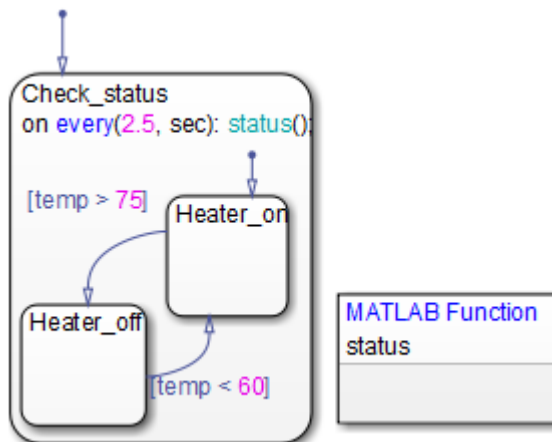 Check_status
on every(2.5, sec): status();
[temp > 75]
Heater_on
Heater_off
[temp < 60]
MATLAB Function
status